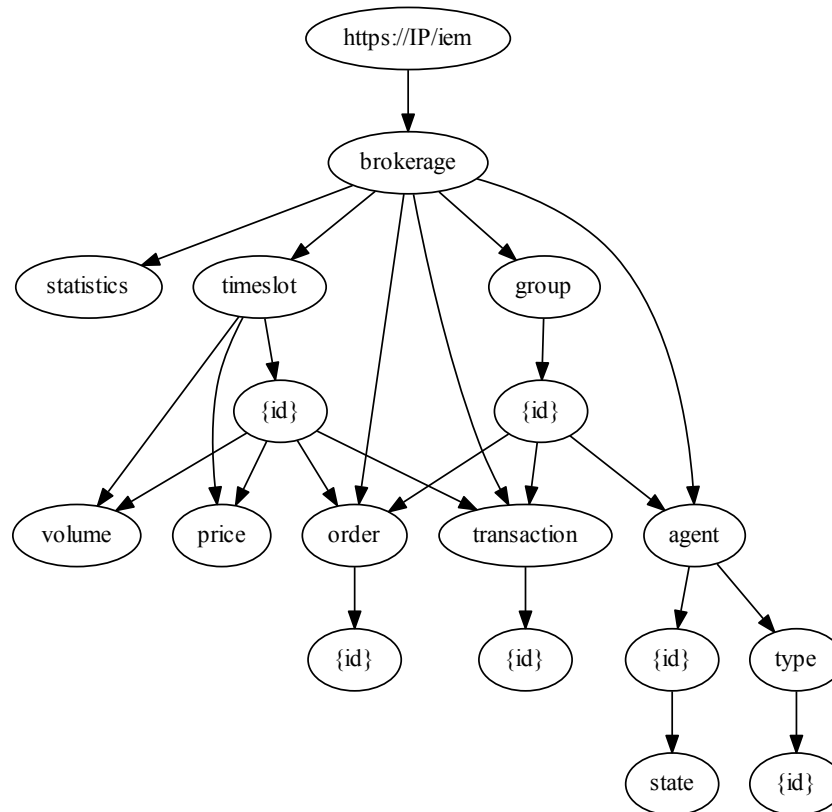 https://IP/iem
brokerage
statistics
timeslot
group
{id}
{id}
volume
price
order
transaction
agent
{id}
{id}
{id}
type
state
{id}